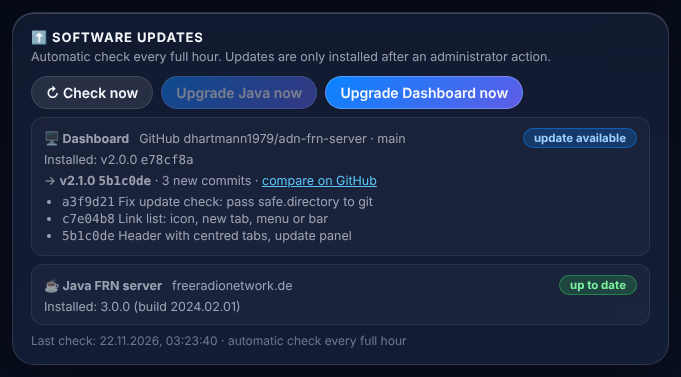 ⬆️ SOFTWARE UPDATES
Automatic check every full hour. Updates are only installed after an administrator action.
↻ Check now Upgrade Java now Upgrade Dashboard now
🖥️ Dashboard GitHub dhartmann1979/adn-frn-server · main update available
Installed: v2.0.0 e78cf8a
→ v2.1.0 5b1c0de · 3 new commits · compare on GitHub
• a3f9d21 Fix update check: pass safe.directory to git
• c7e04b8 Link list: icon, new tab, menu or bar
• 5b1c0de Header with centred tabs, update panel
☕ Java FRN server freeradionetwork.de up to date
Installed: 3.0.0 (build 2024.02.01)
Last check: 22.11.2026, 03:23:40 · automatic check every full hour